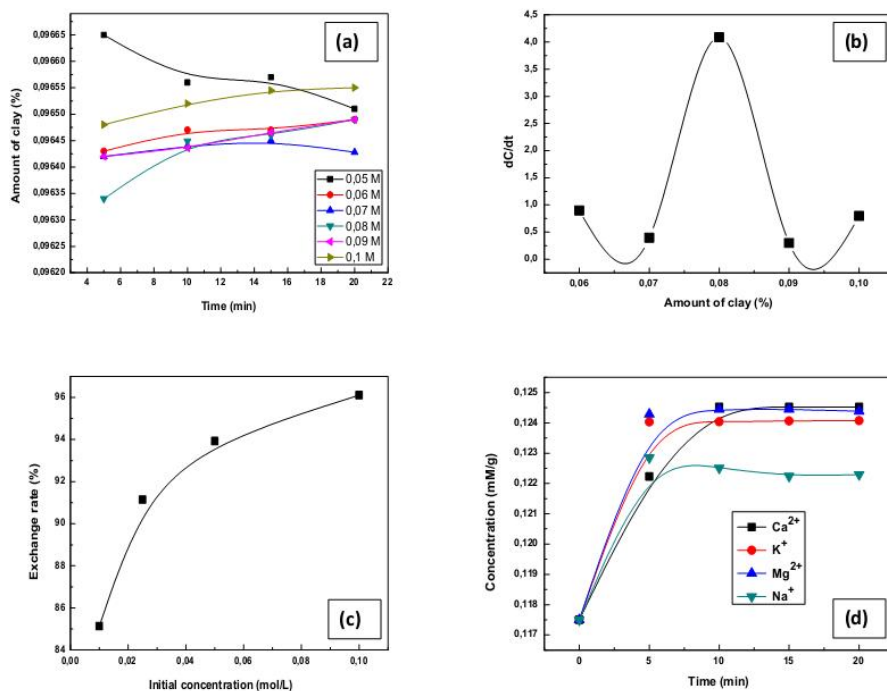 (a)
0,09665
0,09660
0,09655
0,09650
0,09645
0,09640
0,09635
0,09630
0,09625
0,09620
Amount of clay (%)
0,05 M
0,06 M
0,07 M
0,08 M
0,09 M
0,1 M
4 6 8 10 12 14 16 18 20 22
Time (min)
(b)
4,5
4,0
3,5
3,0
2,5
2,0
1,5
1,0
0,5
0,0
dC/dt
0,06 0,07 0,08 0,09 0,10
Amount of clay (%)
96
94
92
90
88
86
84
Exchange rate (%)
(c)
0,00 0,02 0,04 0,06 0,08 0,10
Initial concentration (mol/L)
0,125
0,124
0,123
0,122
0,121
0,120
0,119
0,118
0,117
Concentration (mM/g)
Ca2+
K+
Mg2+
Na+
(d)
0 5 10 15 20
Time (min)